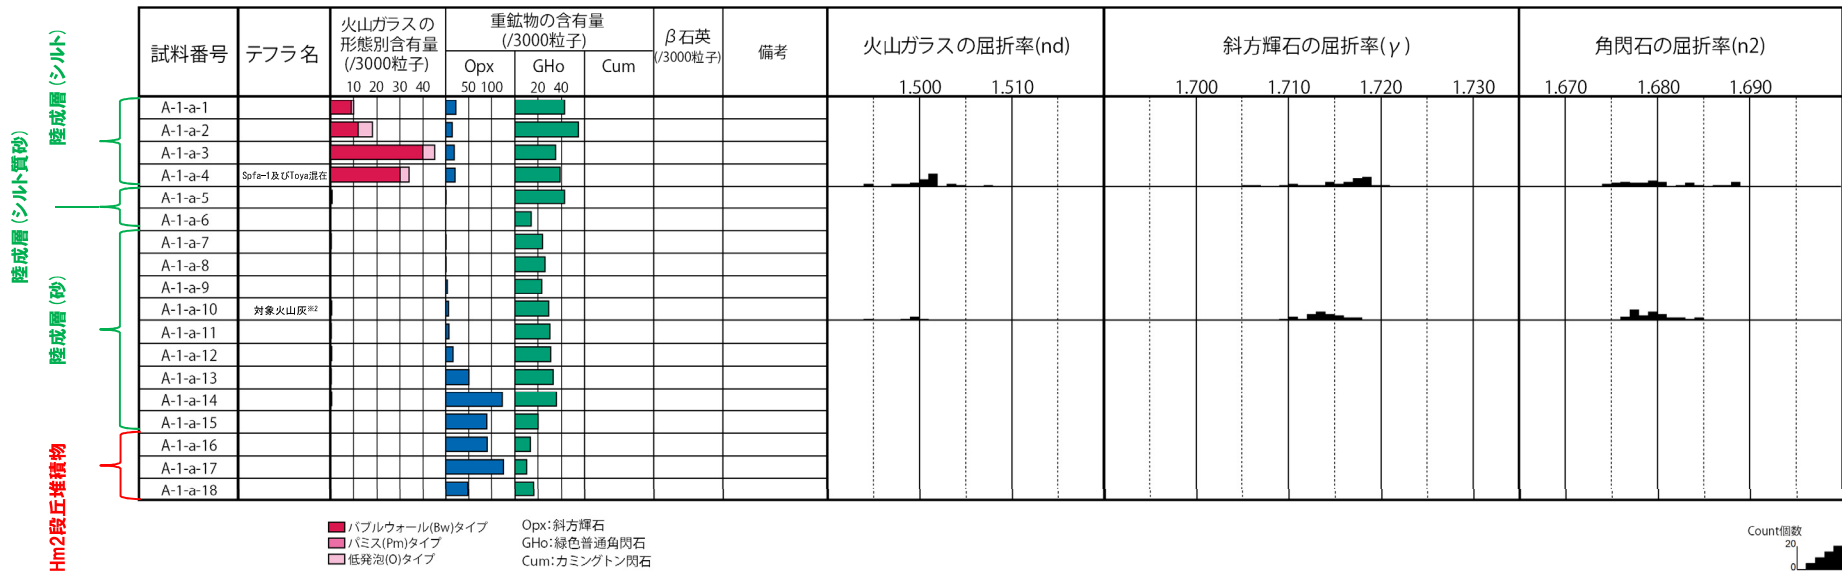 試料番号
テフラ名
火山ガラスの
形態別含有量
(/3000粒子)
10 20 30 40
重鉱物の含有量
(/3000粒子)
Opx
GHo
Cum
50 100
20 40
β石英
(/3000粒子)
備考
火山ガラスの屈折率(nd)
1.500 1.510
斜方輝石の屈折率(γ)
1.700 1.710 1.720 1.730
角閃石の屈折率(n2)
1.670 1.680 1.690
陸成層(シルト質砂)
陸成層(シルト)
陸成層(砂)
Hm2段丘堆積物
A-1-a-1
A-1-a-2
A-1-a-3
A-1-a-4 Spfa-1及びToya混在
A-1-a-5
A-1-a-6
A-1-a-7
A-1-a-8
A-1-a-9
A-1-a-10 対象火山灰※2
A-1-a-11
A-1-a-12
A-1-a-13
A-1-a-14
A-1-a-15
A-1-a-16
A-1-a-17
A-1-a-18
バブルウォール(Bw)タイプ
パミス(Pm)タイプ
低発泡(O)タイプ
Opx:斜方輝石
GHo:緑色普通角閃石
Cum:カミングトン閃石
Count個数
20
0